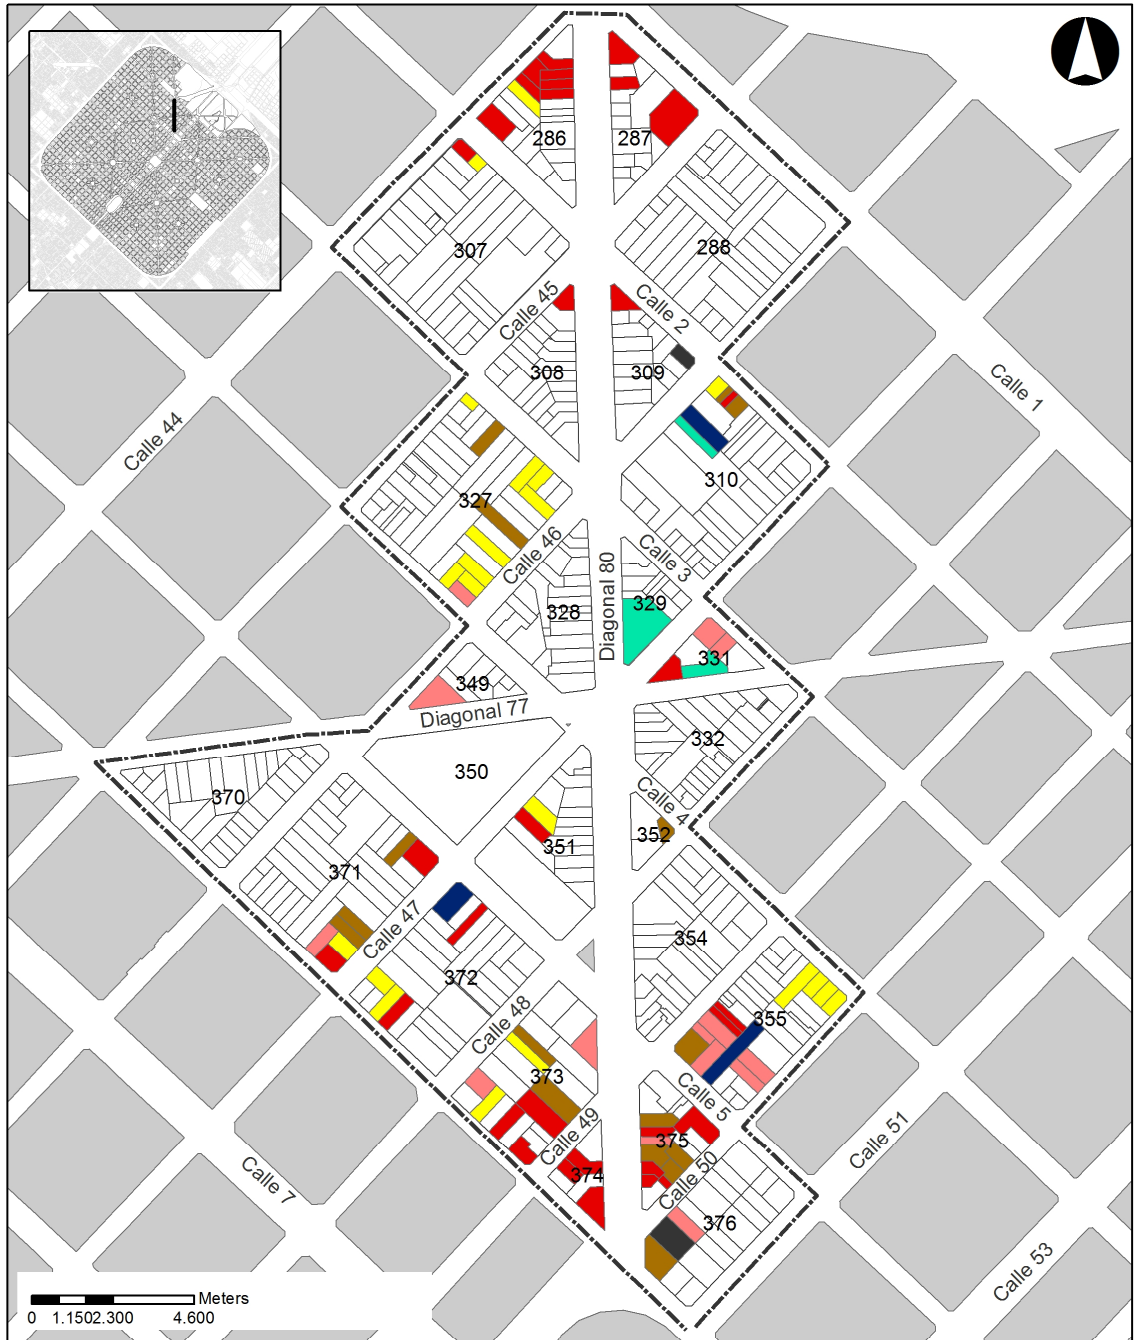 286
287
307
288
Calle 45
Calle 2
308
309
Calle 1
Calle 44
310
327
Calle 46
Diagonal 80
Calle 3
328
329
331
349
Diagonal 77
332
350
370
Calle 4
351
352
371
Calle 47
354
372
Calle 48
355
373
Calle 5
Calle 49
375
Calle 51
374
Calle 50
Calle 7
376
Calle 53
Meters
0 1.150 2.300 4.600